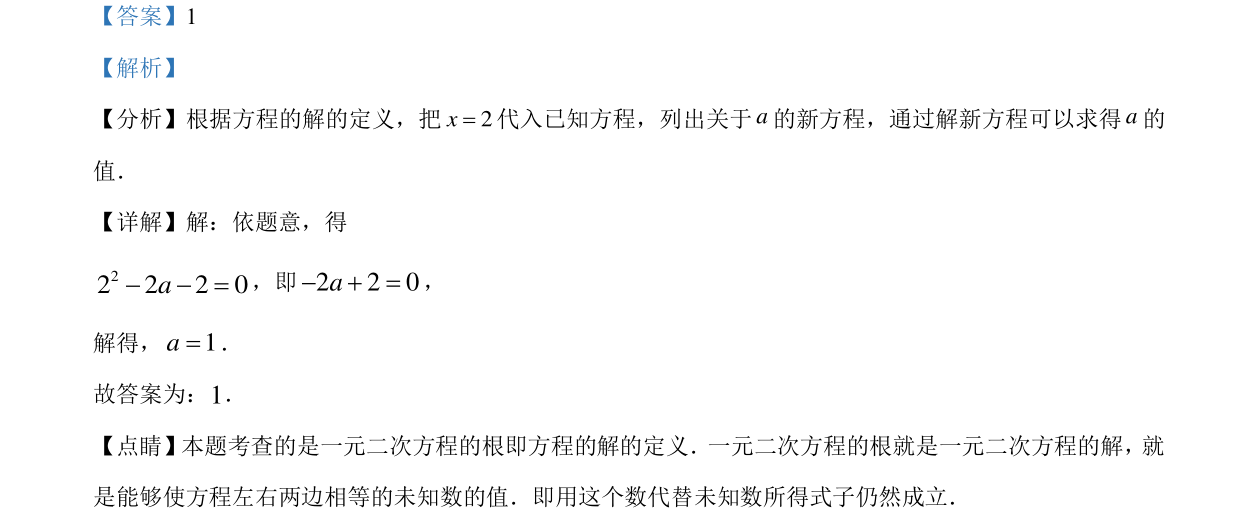 【答案】1
【解析】
【分析】根据方程的解的定义，把 x = 2 代入已知方程，列出关于 a 的新方程，通过解新方程可以求得 a 的
值．
【详解】解：依题意，得
2² − 2a − 2 = 0，即 −2a + 2 = 0，
解得，a = 1．
故答案为：1．
【点睛】本题考查的是一元二次方程的根即方程的解的定义．一元二次方程的根就是一元二次方程的解，就
是能够使方程左右两边相等的未知数的值．即用这个数代替未知数所得式子仍然成立．